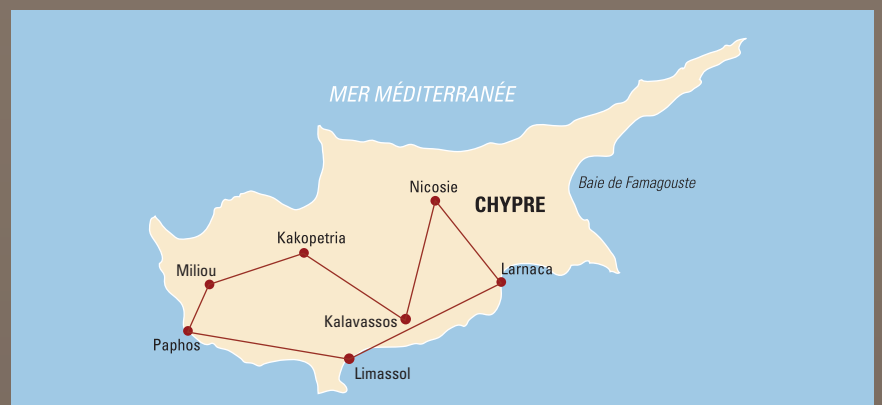 MER MÉDITERRANÉE
Baie de Famagouste
Nicosie
CHYPRE
Kakopetria
Miliou
Larnaca
Kalavassos
Paphos
Limassol